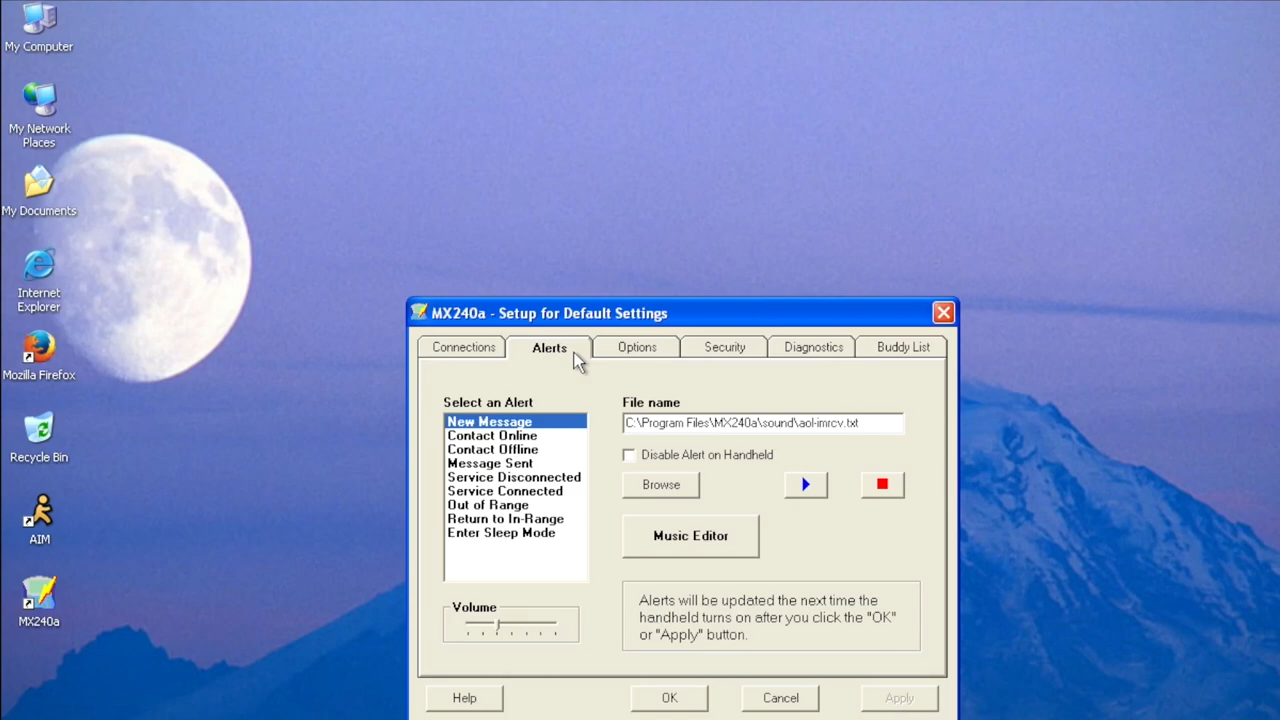 My Computer
My Network
Places
My Documents
Internet
Explorer
Mozilla Firefox
Recycle Bin
AIM
MX240a
MX240a - Setup for Default Settings
Connections
Alerts
Options
Security
Diagnostics
Buddy List
Select an Alert
New Message
Contact Online
Contact Offline
Message Sent
Service Disconnected
Service Connected
Out of Range
Return to In-Range
Enter Sleep Mode
Volume
File name
C:\Program Files\MX240a\sound\aol-imrcv.txt
Disable Alert on Handheld
Browse
Music Editor
Alerts will be updated the next time the
handheld turns on after you click the "OK"
or "Apply" button.
Help
OK
Cancel
Apply